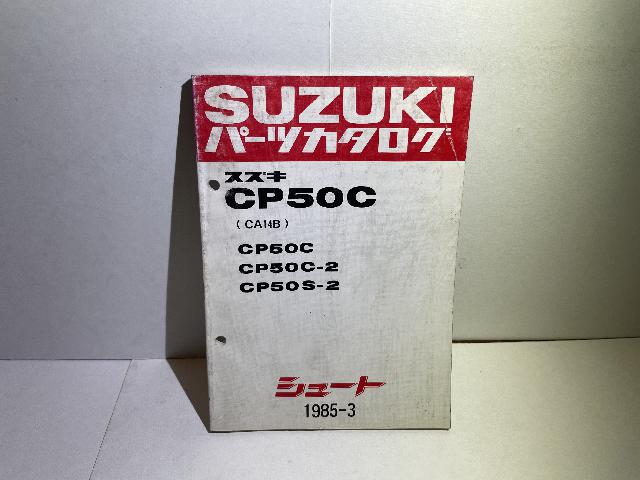 SUZUKI
パーツカタログ
スズキ
CP50C
( CA14B )
CP50C
CP50C-2
CP50S-2
シュート
1985-3